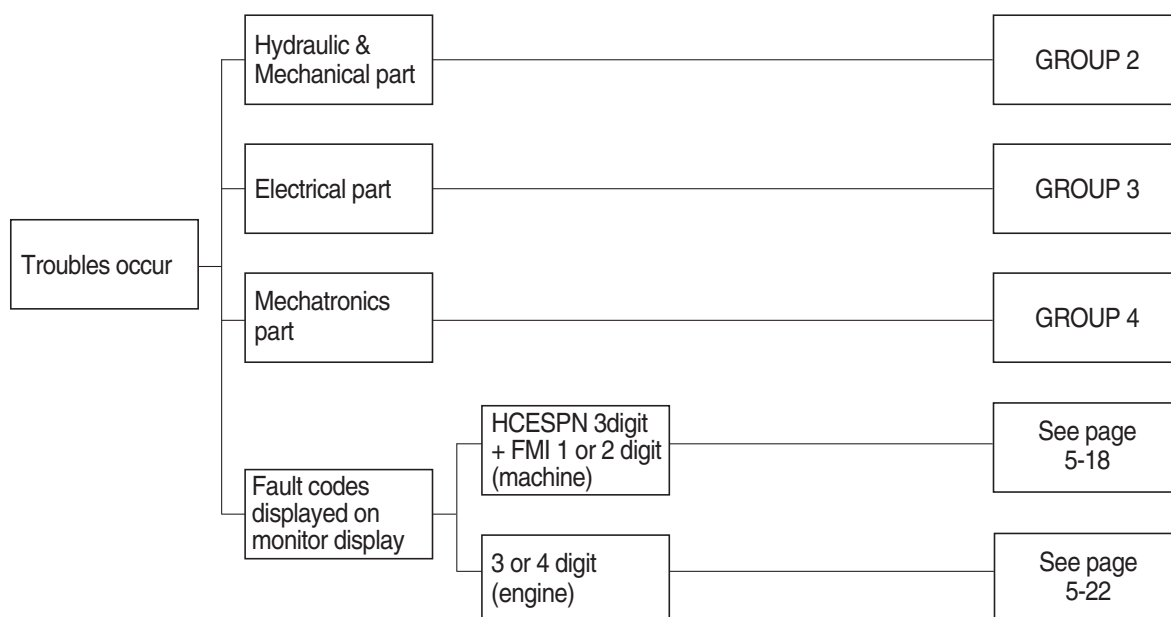 Hydraulic &
Mechanical part
GROUP 2
Electrical part
GROUP 3
Troubles occur
Mechatronics
part
GROUP 4
Fault codes
displayed on
monitor display
HCESPN 3digit
+ FMI 1 or 2 digit
(machine)
See page
5-18
3 or 4 digit
(engine)
See page
5-22